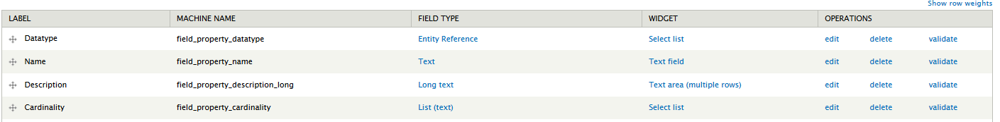 Show row weights
LABEL MACHINE NAME FIELD TYPE WIDGET OPERATIONS
Datatype field_property_datatype Entity Reference Select list edit delete validate
Name field_property_name Text Text field edit delete validate
Description field_property_description_long Long text Text area (multiple rows) edit delete validate
Cardinality field_property_cardinality List (text) Select list edit delete validate